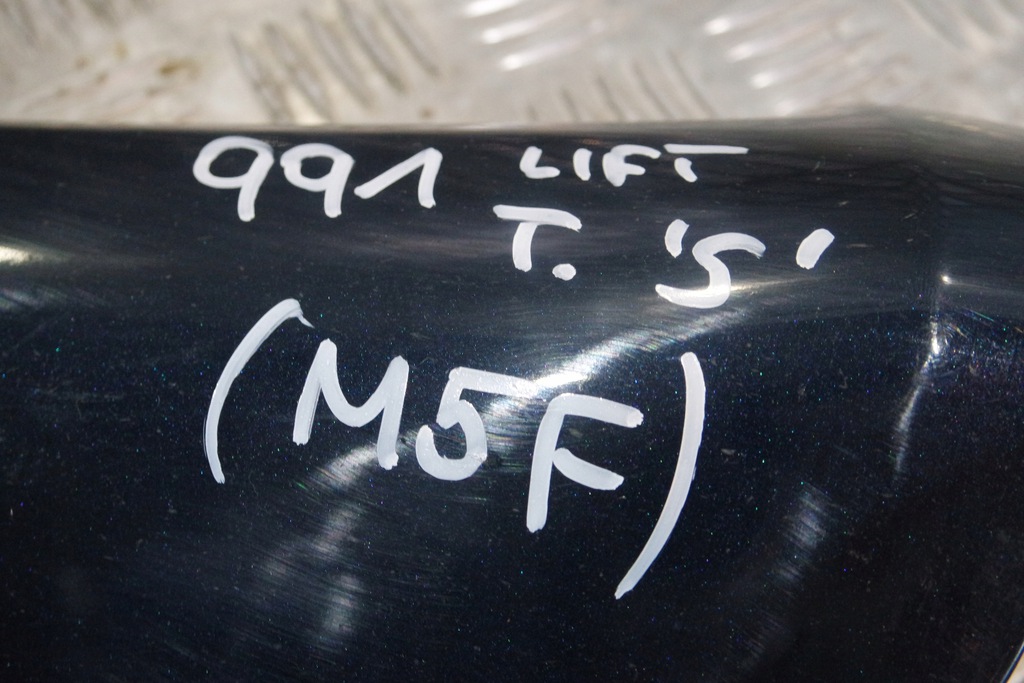 991 LIFT
T. 'S'
(M5F)